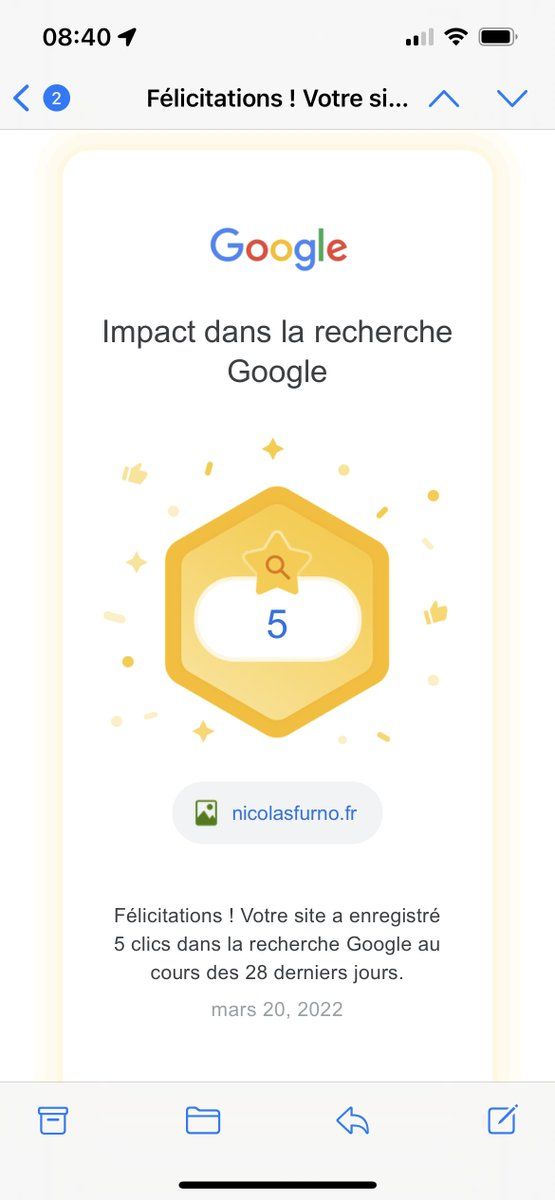 08:40
2
Félicitations ! Votre si...
Google
Impact dans la recherche
Google
5
nicolasfurno.fr
Félicitations ! Votre site a enregistré
5 clics dans la recherche Google au
cours des 28 derniers jours.
mars 20, 2022